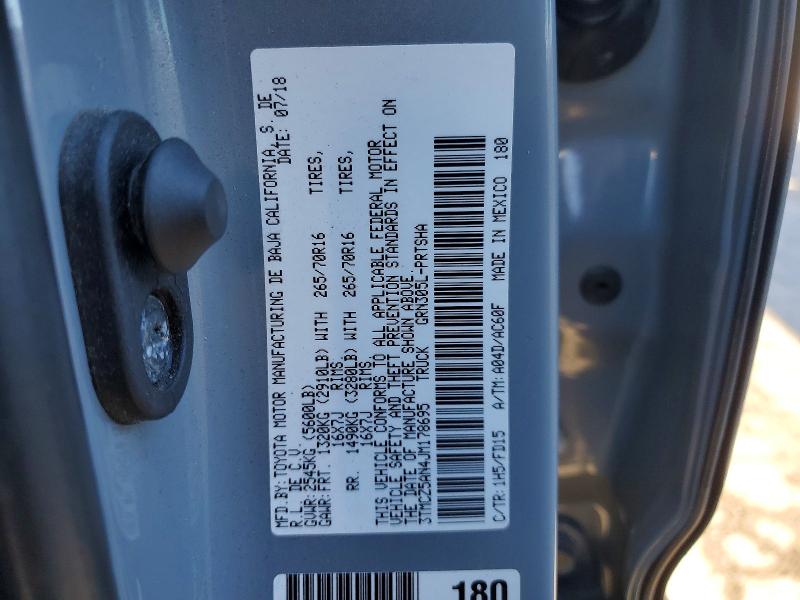 MFD.BY: TOYOTA MOTOR MANUFACTURING DE BAJA CALIFORNIA, S. DE
R.L. DE C.V. DATE: 07/18
GVWR: 2545KG (5600LB)
GAWR: FRT. 1320KG (2910LB) WITH 265/70R16 TIRES,
16X7J RIMS,
RR. 1490KG (3280LB) WITH 265/70R16 TIRES,
16X7J RIMS
THIS VEHICLE CONFORMS TO ALL APPLICABLE FEDERAL MOTOR
VEHICLE SAFETY AND THEFT PREVENTION STANDARDS IN EFFECT ON
THE DATE OF MANUFACTURE SHOWN ABOVE.
3TMCZ5AN4JM178695 TRUCK GRN305L-PRTSHA
C/TR: 1H5/FD15 A/TM: A04D/AC60F MADE IN MEXICO 180
180